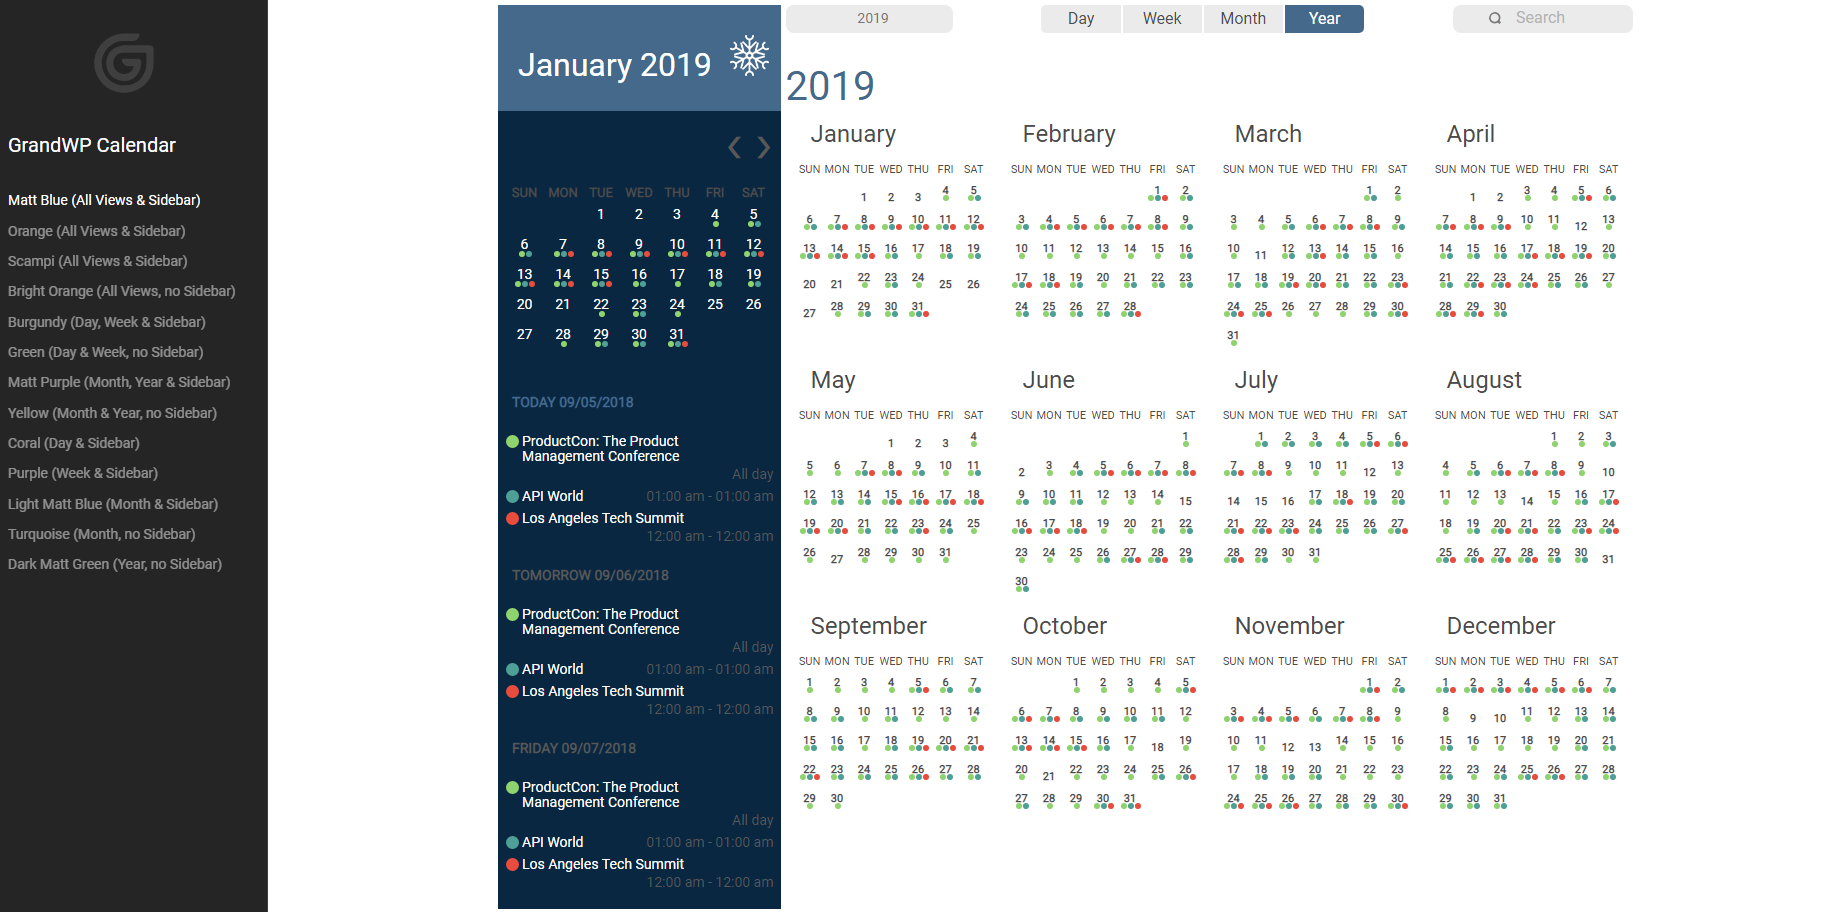 GrandWP Calendar
Matt Blue (All Views & Sidebar)
Orange (All Views & Sidebar)
Scampi (All Views & Sidebar)
Bright Orange (All Views, no Sidebar)
Burgundy (Day, Week & Sidebar)
Green (Day & Week, no Sidebar)
Matt Purple (Month, Year & Sidebar)
Yellow (Month & Year, no Sidebar)
Coral (Day & Sidebar)
Purple (Week & Sidebar)
Light Matt Blue (Month & Sidebar)
Turquoise (Month, no Sidebar)
Dark Matt Green (Year, no Sidebar)
January 2019
SUN MON TUE WED THU FRI SAT
1 2 3 4 5
6 7 8 9 10 11 12
13 14 15 16 17 18 19
20 21 22 23 24 25 26
27 28 29 30 31
TODAY 09/05/2018
ProductCon: The Product
Management Conference
All day
API World 01:00 am - 01:00 am
Los Angeles Tech Summit
12:00 am - 12:00 am
TOMORROW 09/06/2018
ProductCon: The Product
Management Conference
All day
API World 01:00 am - 01:00 am
Los Angeles Tech Summit
12:00 am - 12:00 am
FRIDAY 09/07/2018
ProductCon: The Product
Management Conference
All day
API World 01:00 am - 01:00 am
Los Angeles Tech Summit
12:00 am - 12:00 am
2019 Day Week Month Year Search
2019
January
SUN MON TUE WED THU FRI SAT
1 2 3 4 5
6 7 8 9 10 11 12
13 14 15 16 17 18 19
20 21 22 23 24 25 26
27 28 29 30 31
February
SUN MON TUE WED THU FRI SAT
1 2
3 4 5 6 7 8 9
10 11 12 13 14 15 16
17 18 19 20 21 22 23
24 25 26 27 28
March
SUN MON TUE WED THU FRI SAT
1 2
3 4 5 6 7 8 9
10 11 12 13 14 15 16
17 18 19 20 21 22 23
24 25 26 27 28 29 30
31
April
SUN MON TUE WED THU FRI SAT
1 2 3 4 5 6
7 8 9 10 11 12 13
14 15 16 17 18 19 20
21 22 23 24 25 26 27
28 29 30
May
SUN MON TUE WED THU FRI SAT
1 2 3 4
5 6 7 8 9 10 11
12 13 14 15 16 17 18
19 20 21 22 23 24 25
26 27 28 29 30 31
June
SUN MON TUE WED THU FRI SAT
1
2 3 4 5 6 7 8
9 10 11 12 13 14 15
16 17 18 19 20 21 22
23 24 25 26 27 28 29
30
July
SUN MON TUE WED THU FRI SAT
1 2 3 4 5 6
7 8 9 10 11 12 13
14 15 16 17 18 19 20
21 22 23 24 25 26 27
28 29 30 31
August
SUN MON TUE WED THU FRI SAT
1 2 3
4 5 6 7 8 9 10
11 12 13 14 15 16 17
18 19 20 21 22 23 24
25 26 27 28 29 30 31
September
SUN MON TUE WED THU FRI SAT
1 2 3 4 5 6 7
8 9 10 11 12 13 14
15 16 17 18 19 20 21
22 23 24 25 26 27 28
29 30
October
SUN MON TUE WED THU FRI SAT
1 2 3 4 5
6 7 8 9 10 11 12
13 14 15 16 17 18 19
20 21 22 23 24 25 26
27 28 29 30 31
November
SUN MON TUE WED THU FRI SAT
1 2
3 4 5 6 7 8 9
10 11 12 13 14 15 16
17 18 19 20 21 22 23
24 25 26 27 28 29 30
December
SUN MON TUE WED THU FRI SAT
1 2 3 4 5 6 7
8 9 10 11 12 13 14
15 16 17 18 19 20 21
22 23 24 25 26 27 28
29 30 31